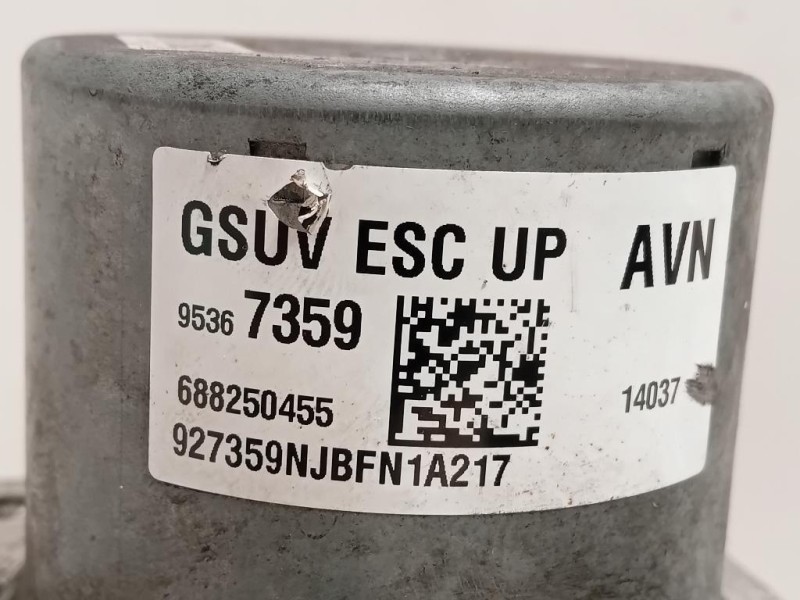 GSUV ESC UP AVN
9536 7359
688250455 14037
927359NJBFN1A217